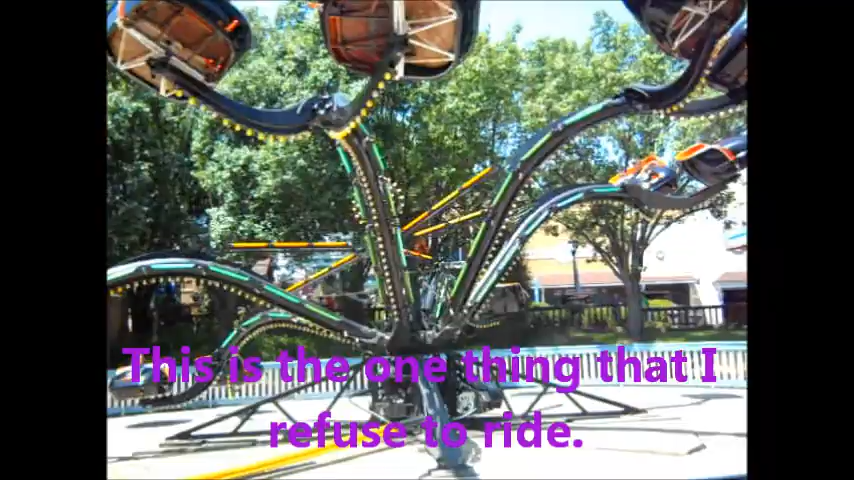 This is the one thing that I
refuse to ride.